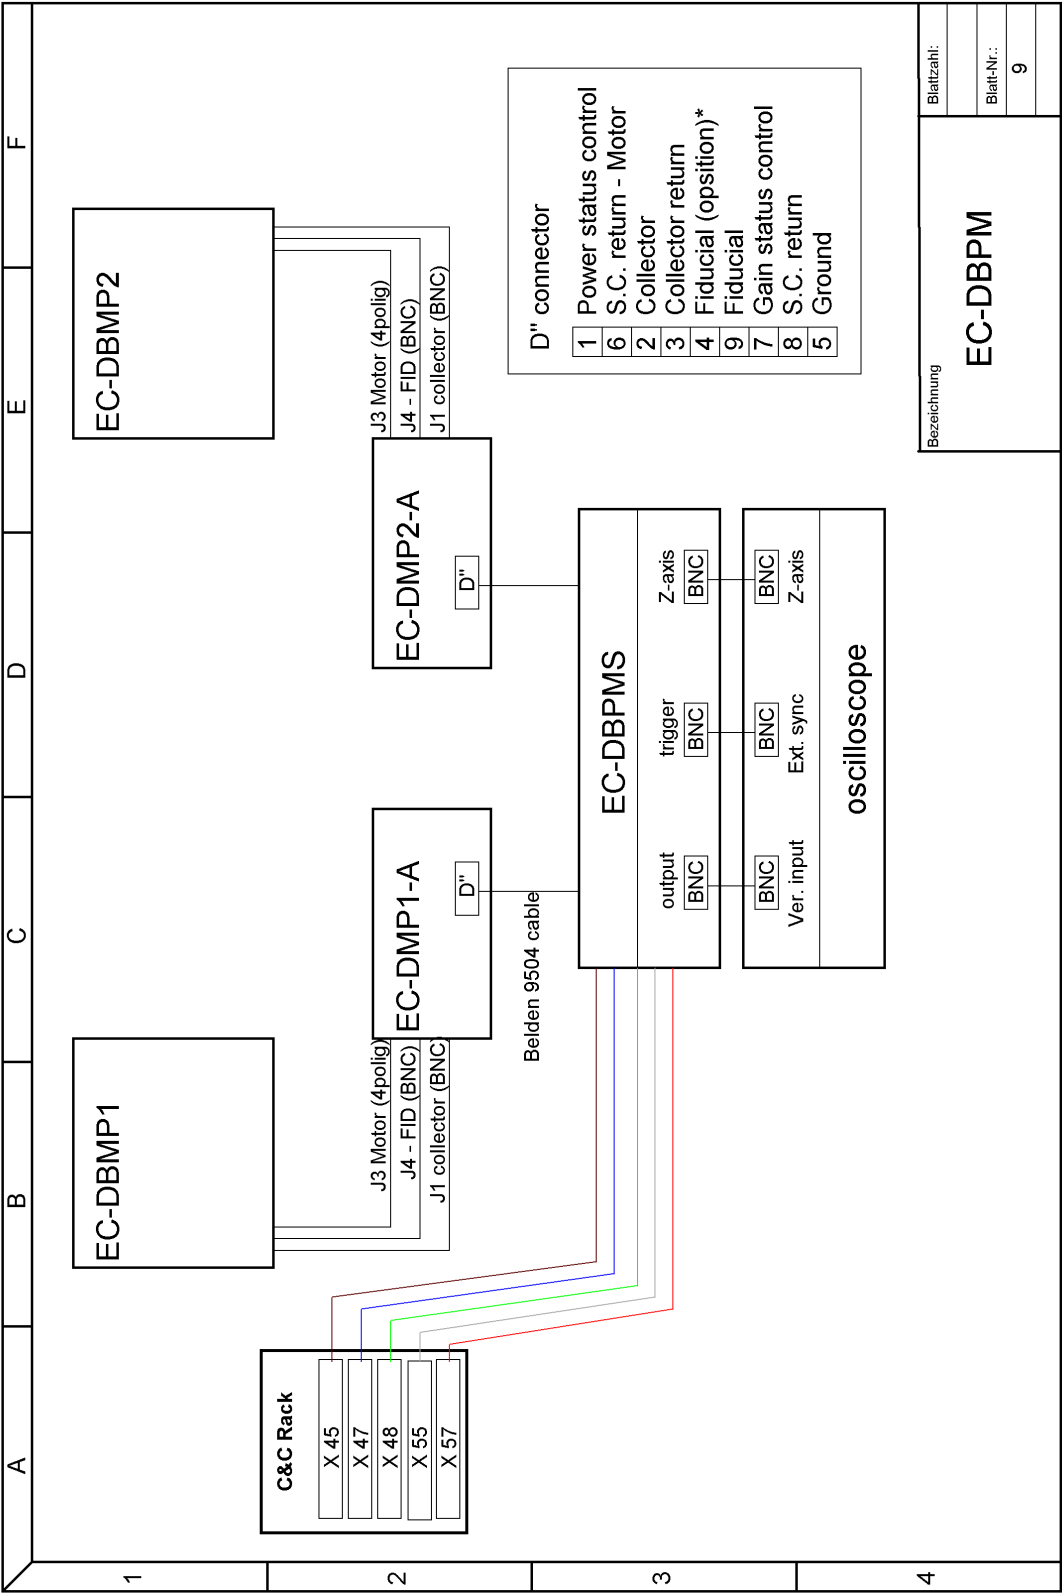 A
B
C
D
E
F
1
2
3
4
EC-DBMP1
EC-DBMP2
J3 Motor (4polig)
J4 - FID (BNC)
J1 collector (BNC)
EC-DMP1-A
D"
EC-DMP2-A
D"
J3 Motor (4polig)
J4 - FID (BNC)
J1 collector (BNC)
Belden 9504 cable
C&C Rack
X 45
X 47
X 48
X 55
X 57
EC-DBPMS
output
trigger
Z-axis
BNC
BNC
BNC
BNC
BNC
BNC
Ver. input
Ext. sync
Z-axis
oscilloscope
D" connector
1 Power status control
6 S.C. return - Motor
2 Collector
3 Collector return
4 Fiducial (opsition)*
9 Fiducial
7 Gain status control
8 S.C. return
5 Ground
Bezeichnung
EC-DBPM
Blattzahl:
Blatt-Nr.:
9